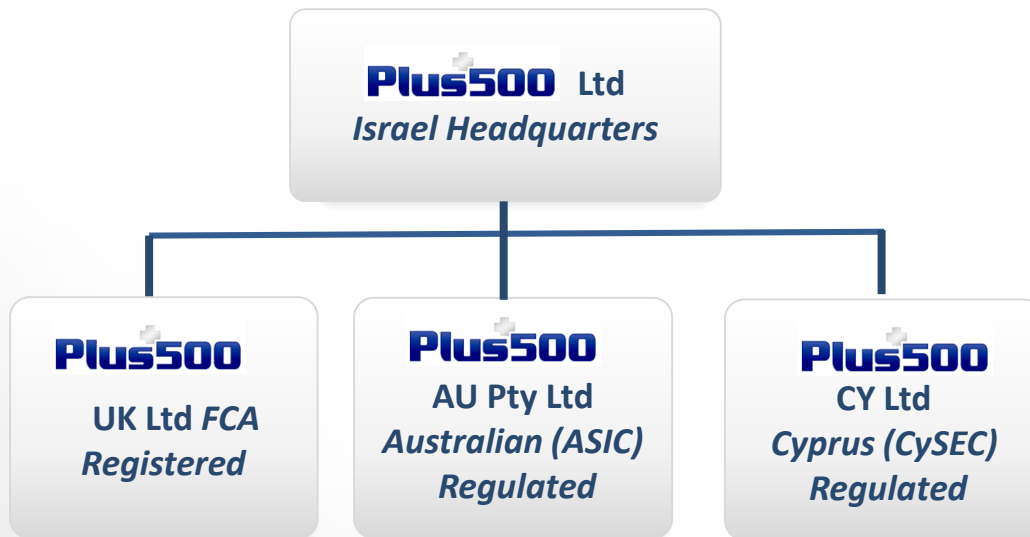 Plus500 Ltd
Israel Headquarters
Plus500
UK Ltd FCA
Registered
Plus500
AU Pty Ltd
Australian (ASIC)
Regulated
Plus500
CY Ltd
Cyprus (CySEC)
Regulated